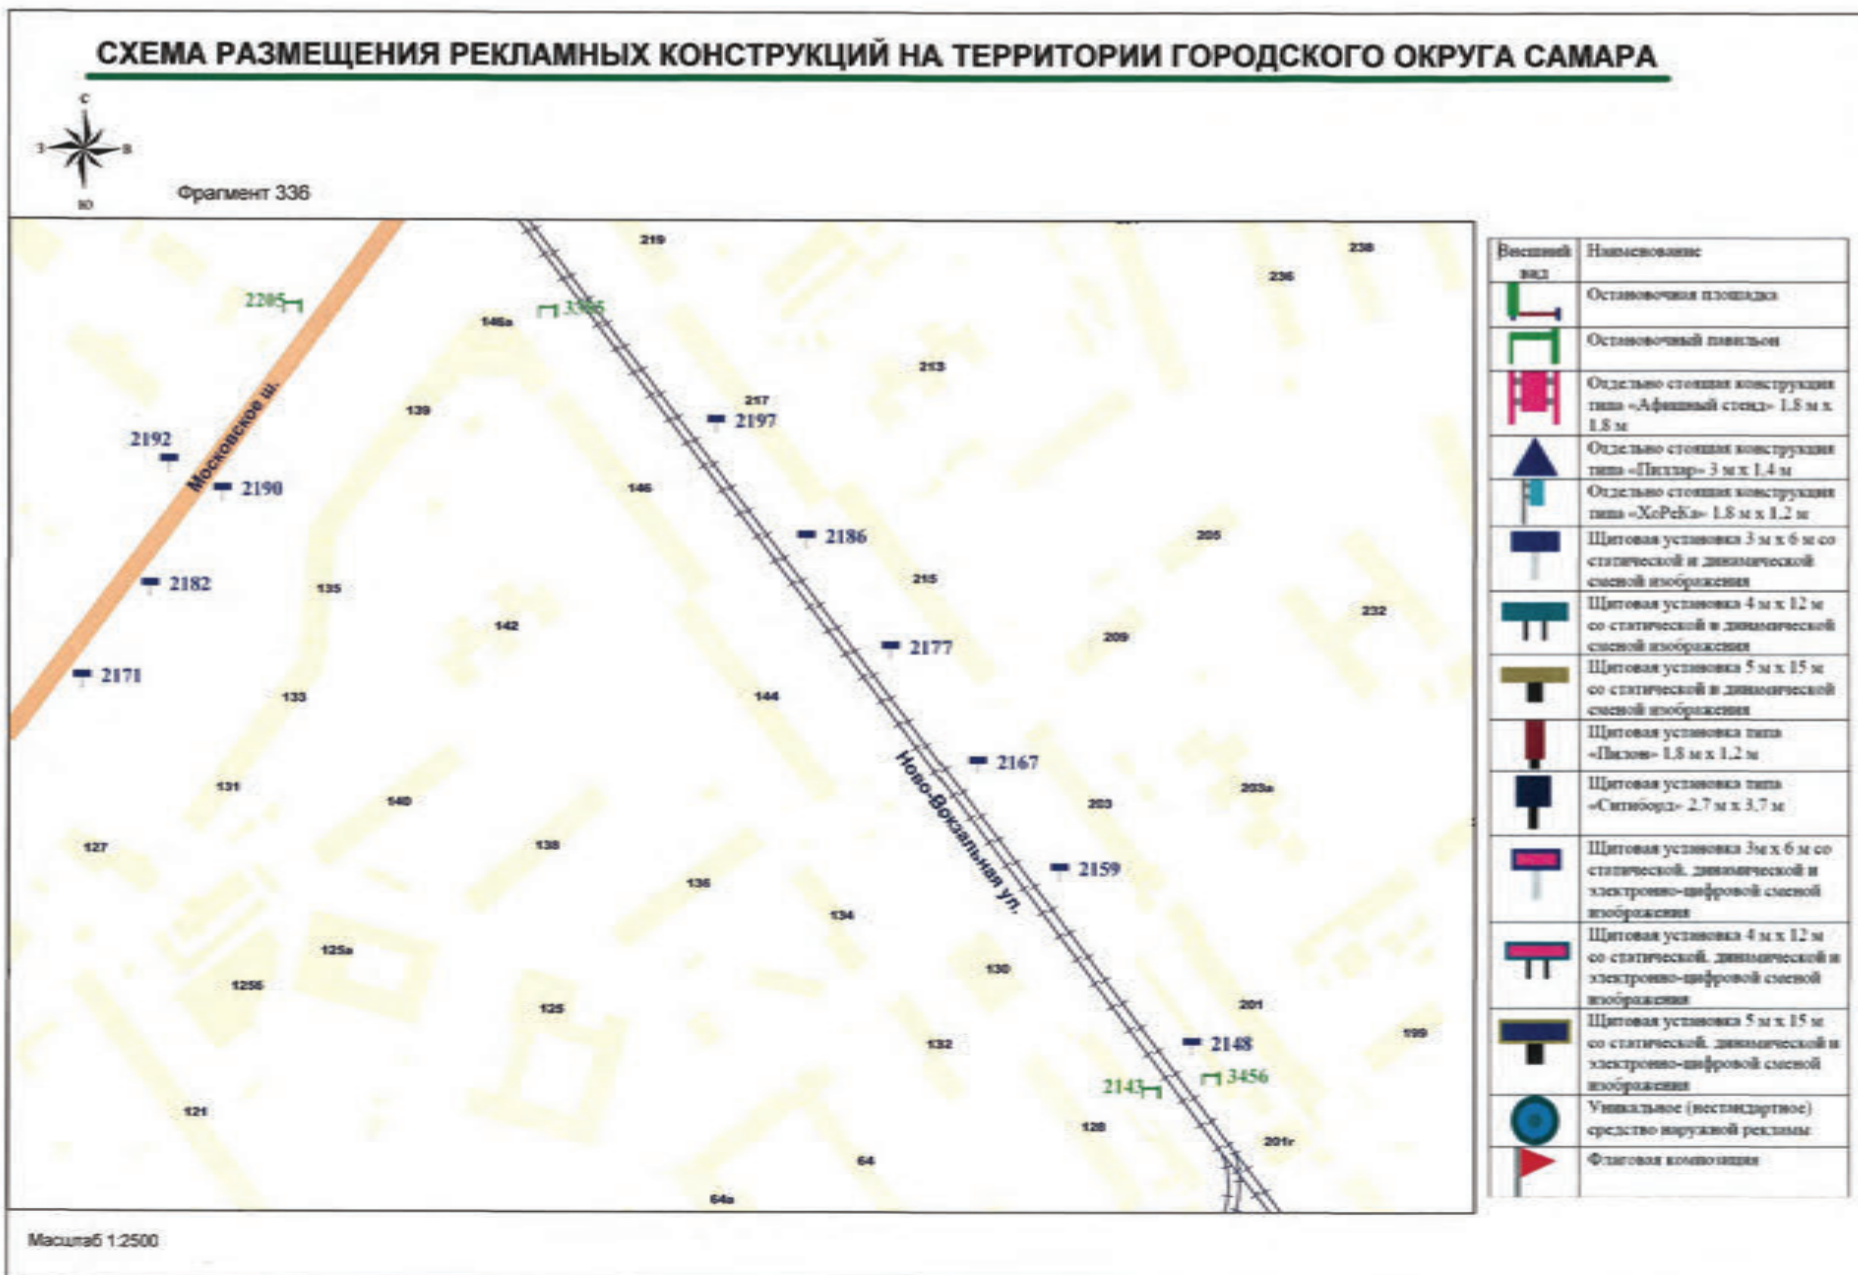 СХЕМА РАЗМЕЩЕНИЯ РЕКЛАМНЫХ КОНСТРУКЦИЙ НА ТЕРРИТОРИИ ГОРОДСКОГО ОКРУГА САМАРА
С
З
В
Ю
Фрагмент 336
219
238
236
2205
146а
213
139
217
2197
Московское ш.
2192
2190
146
2186
205
2182
135
215
142
232
209
2177
2171
133
144
Ново-Вокзальная ул.
2167
131
140
203
203а
127
138
2159
136
134
125а
130
125б
125
201
199
132
2148
2143
3456
121
128
201г
64
64а
Внешний вид
Наименование
Остановочная площадка
Остановочный павильон
Отдельно стоящая конструкция
типа «Афишный стенд» 1.8 м х
1.8 м
Отдельно стоящая конструкция
типа «Пиллар» 3 м х 1,4 м
Отдельно стоящая конструкция
типа «ХоРеКа» 1.8 м х 1.2 м
Щитовая установка 3 м х 6 м со
статической и динамической
сменой изображения
Щитовая установка 4 м х 12 м
со статической и динамической
сменой изображения
Щитовая установка 5 м х 15 м
со статической и динамической
сменой изображения
Щитовая установка типа
«Пилон» 1,8 м х 1,2 м
Щитовая установка типа
«Ситиборд» 2.7 м х 3,7 м
Щитовая установка 3м х 6 м со
статической, динамической и
электронно-цифровой сменой
изображения
Щитовая установка 4 м х 12 м
со статической, динамической и
электронно-цифровой сменой
изображения
Щитовая установка 5 м х 15 м
со статической, динамической и
электронно-цифровой сменой
изображения
Уникальное (нестандартное)
средство наружной рекламы
Флаговая композиция
Масштаб 1:2500